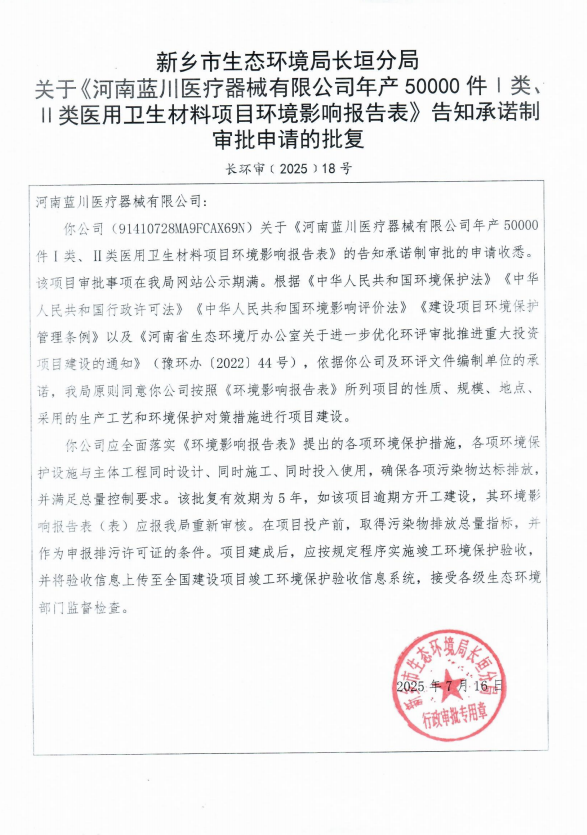 新乡市生态环境局长垣分局
关于《河南蓝川医疗器械有限公司年产 50000 件Ⅰ类、
Ⅱ类医用卫生材料项目环境影响报告表》告知承诺制
审批申请的批复
长环审﹝2025﹞18 号
河南蓝川医疗器械有限公司:
你公司（91410728MA9FCAX69N）关于《河南蓝川医疗器械有限公司年产 50000
件Ⅰ类、Ⅱ类医用卫生材料项目环境影响报告表》的告知承诺制审批的申请收悉。
该项目审批事项在我局网站公示期满。根据《中华人民共和国环境保护法》《中华
人民共和国行政许可法》《中华人民共和国环境影响评价法》《建设项目环境保护
管理条例》以及《河南省生态环境厅办公室关于进一步优化环评审批推进重大投资
项目建设的通知》（豫环办〔2022〕44 号），依据你公司及环评文件编制单位的承
诺，我局原则同意你公司按照《环境影响报告表》所列项目的性质、规模、地点、
采用的生产工艺和环境保护对策措施进行项目建设。
你公司应全面落实《环境影响报告表》提出的各项环境保护措施，各项环境保
护设施与主体工程同时设计、同时施工、同时投入使用，确保各项污染物达标排放，
并满足总量控制要求。该批复有效期为 5 年，如该项目逾期方开工建设，其环境影
响报告表（表）应报我局重新审核。在项目投产前，取得污染物排放总量指标，并
作为申报排污许可证的条件。项目建成后，应按规定程序实施竣工环境保护验收，
并将验收信息上传至全国建设项目竣工环境保护验收信息系统，接受各级生态环境
部门监督检查。
新乡市生态环境局长垣分局
2025 年 7 月 16 日
行政审批专用章